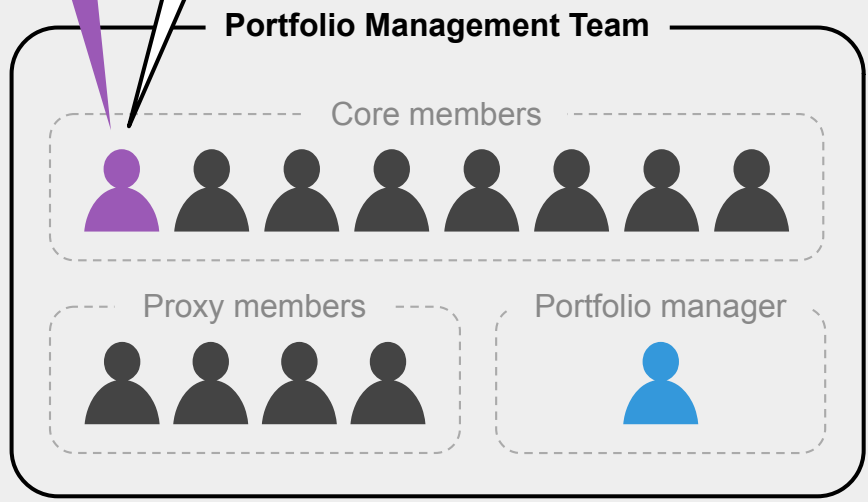 Portfolio Management Team
Core members
Proxy members
Portfolio manager